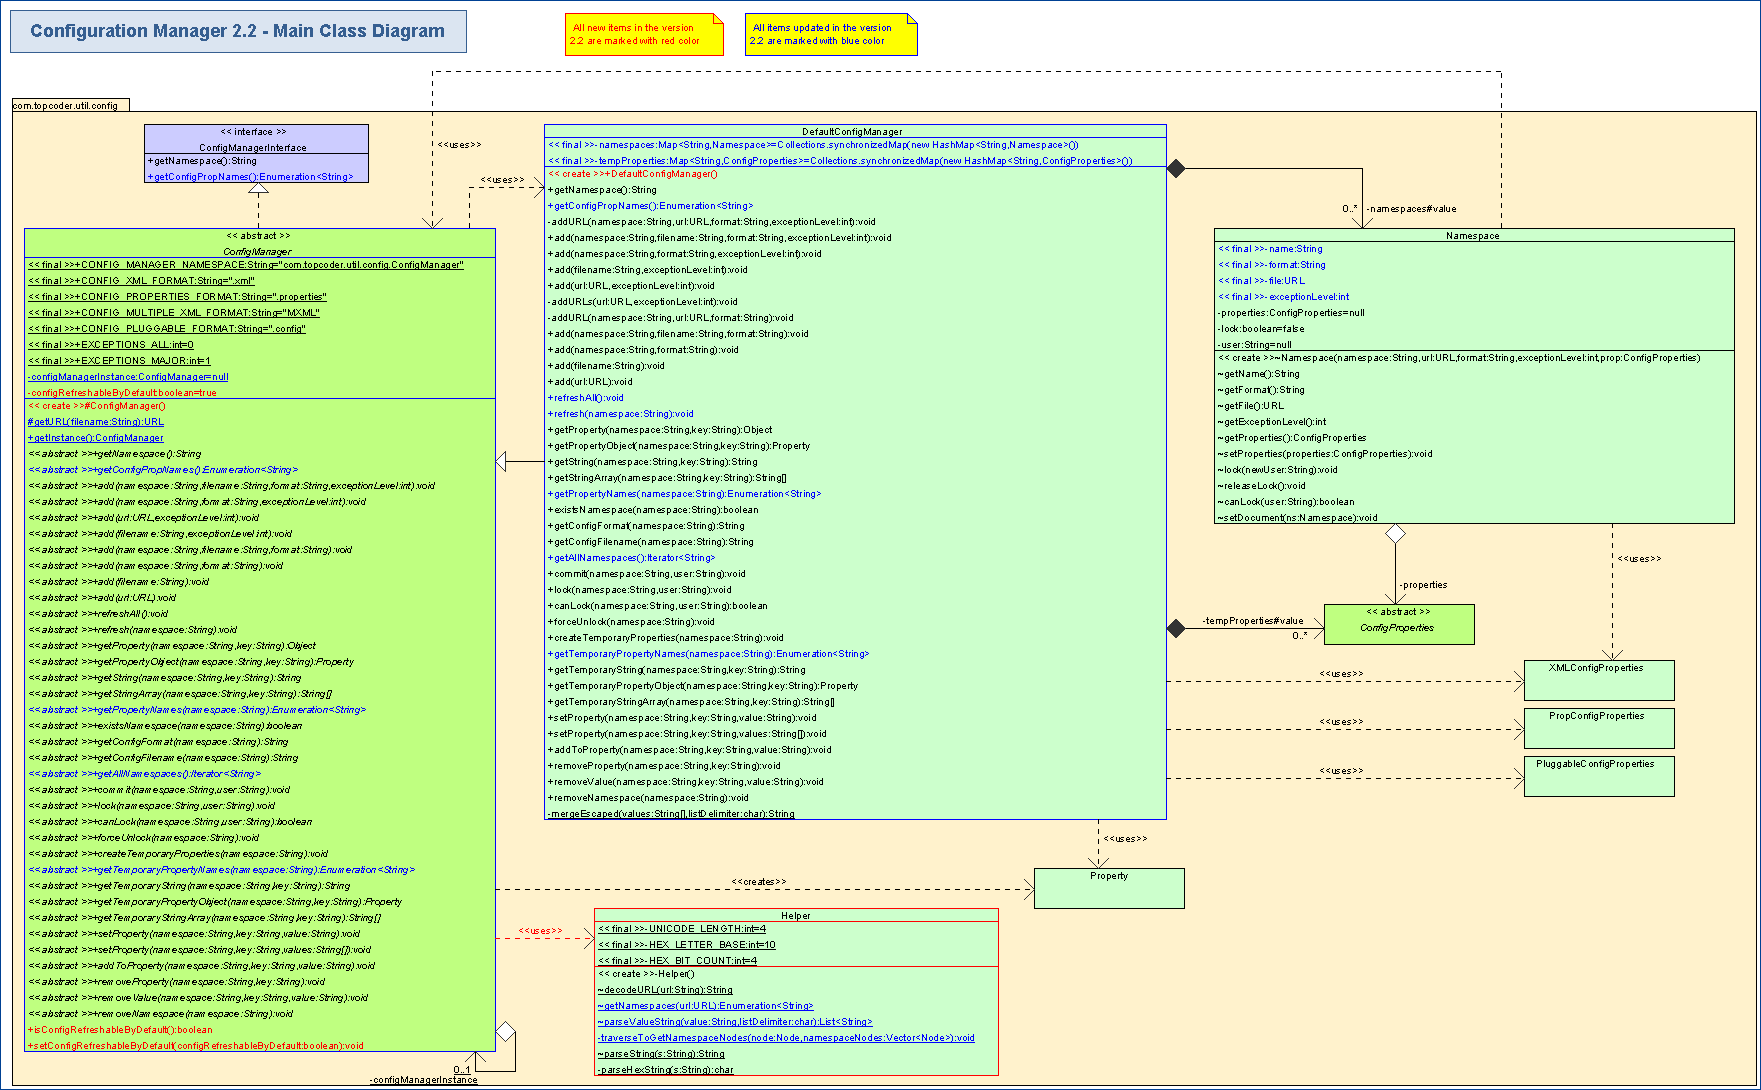 Configuration Manager 2.2 - Main Class Diagram
All new items in the version
2.2 are marked with red color
All items updated in the version
2.2 are marked with blue color
com.topcoder.util.config
<< interface >>
ConfigManagerInterface
+getNamespace():String
+getConfigPropNames():Enumeration<String>
<<uses>>
<<uses>>
<< abstract >>
ConfigManager
<< final >>+CONFIG_MANAGER_NAMESPACE:String="com.topcoder.util.config.ConfigManager"
<< final >>+CONFIG_XML_FORMAT:String=".xml"
<< final >>+CONFIG_PROPERTIES_FORMAT:String=".properties"
<< final >>+CONFIG_MULTIPLE_XML_FORMAT:String="MXML"
<< final >>+CONFIG_PLUGGABLE_FORMAT:String=".config"
<< final >>+EXCEPTIONS_ALL:int=0
<< final >>+EXCEPTIONS_MAJOR:int=1
-configManagerInstance:ConfigManager=null
-configRefreshableByDefault:boolean=true
<< create >>#ConfigManager()
#getURL(filename:String):URL
+getInstance():ConfigManager
<< abstract >>+getNamespace():String
<< abstract >>+getConfigPropNames():Enumeration<String>
<< abstract >>+add(namespace:String,filename:String,format:String,exceptionLevel:int):void
<< abstract >>+add(namespace:String,format:String,exceptionLevel:int):void
<< abstract >>+add(url:URL,exceptionLevel:int):void
<< abstract >>+add(filename:String,exceptionLevel:int):void
<< abstract >>+add(namespace:String,filename:String,format:String):void
<< abstract >>+add(namespace:String,format:String):void
<< abstract >>+add(filename:String):void
<< abstract >>+add(url:URL):void
<< abstract >>+refreshAll():void
<< abstract >>+refresh(namespace:String):void
<< abstract >>+getProperty(namespace:String,key:String):Object
<< abstract >>+getPropertyObject(namespace:String,key:String):Property
<< abstract >>+getString(namespace:String,key:String):String
<< abstract >>+getStringArray(namespace:String,key:String):String[]
<< abstract >>+getPropertyNames(namespace:String):Enumeration<String>
<< abstract >>+existsNamespace(namespace:String):boolean
<< abstract >>+getConfigFormat(namespace:String):String
<< abstract >>+getConfigFilename(namespace:String):String
<< abstract >>+getAllNamespaces():Iterator<String>
<< abstract >>+commit(namespace:String,user:String):void
<< abstract >>+lock(namespace:String,user:String):void
<< abstract >>+canLock(namespace:String,user:String):boolean
<< abstract >>+forceUnlock(namespace:String):void
<< abstract >>+createTemporaryProperties(namespace:String):void
<< abstract >>+getTemporaryPropertyNames(namespace:String):Enumeration<String>
<< abstract >>+getTemporaryString(namespace:String,key:String):String
<< abstract >>+getTemporaryPropertyObject(namespace:String,key:String):Property
<< abstract >>+getTemporaryStringArray(namespace:String,key:String):String[]
<< abstract >>+setProperty(namespace:String,key:String,value:String):void
<< abstract >>+setProperty(namespace:String,key:String,values:String[]):void
<< abstract >>+addToProperty(namespace:String,key:String,value:String):void
<< abstract >>+removeProperty(namespace:String,key:String):void
<< abstract >>+removeValue(namespace:String,key:String,value:String):void
<< abstract >>+removeNamespace(namespace:String):void
+isConfigRefreshableByDefault():boolean
+setConfigRefreshableByDefault(configRefreshableByDefault:boolean):void
0..1
-configManagerInstance
DefaultConfigManager
<< final >>-namespaces:Map<String,Namespace>=Collections.synchronizedMap(new HashMap<String,Namespace>())
<< final >>-tempProperties:Map<String,ConfigProperties>=Collections.synchronizedMap(new HashMap<String,ConfigProperties>())
<< create >>+DefaultConfigManager()
+getNamespace():String
+getConfigPropNames():Enumeration<String>
-addURL(namespace:String,url:URL,format:String,exceptionLevel:int):void
+add(namespace:String,filename:String,format:String,exceptionLevel:int):void
+add(namespace:String,format:String,exceptionLevel:int):void
+add(filename:String,exceptionLevel:int):void
+add(url:URL,exceptionLevel:int):void
-addURLs(url:URL,exceptionLevel:int):void
-addURL(namespace:String,url:URL,format:String):void
+add(namespace:String,filename:String,format:String):void
+add(namespace:String,format:String):void
+add(filename:String):void
+add(url:URL):void
+refreshAll():void
+refresh(namespace:String):void
+getProperty(namespace:String,key:String):Object
+getPropertyObject(namespace:String,key:String):Property
+getString(namespace:String,key:String):String
+getStringArray(namespace:String,key:String):String[]
+getPropertyNames(namespace:String):Enumeration<String>
+existsNamespace(namespace:String):boolean
+getConfigFormat(namespace:String):String
+getConfigFilename(namespace:String):String
+getAllNamespaces():Iterator<String>
+commit(namespace:String,user:String):void
+lock(namespace:String,user:String):void
+canLock(namespace:String,user:String):boolean
+forceUnlock(namespace:String):void
+createTemporaryProperties(namespace:String):void
+getTemporaryPropertyNames(namespace:String):Enumeration<String>
+getTemporaryString(namespace:String,key:String):String
+getTemporaryPropertyObject(namespace:String,key:String):Property
+getTemporaryStringArray(namespace:String,key:String):String[]
+setProperty(namespace:String,key:String,value:String):void
+setProperty(namespace:String,key:String,values:String[]):void
+addToProperty(namespace:String,key:String,value:String):void
+removeProperty(namespace:String,key:String):void
+removeValue(namespace:String,key:String,value:String):void
+removeNamespace(namespace:String):void
-mergeEscaped(values:String[],listDelimiter:char):String
0..*
-namespaces#value
Namespace
<< final >>-name:String
<< final >>-format:String
<< final >>-file:URL
<< final >>-exceptionLevel:int
-properties:ConfigProperties=null
-lock:boolean=false
-user:String=null
<< create >>~Namespace(namespace:String,url:URL,format:String,exceptionLevel:int,prop:ConfigProperties)
~getName():String
~getFormat():String
~getFile():URL
~getExceptionLevel():int
~getProperties():ConfigProperties
~setProperties(properties:ConfigProperties):void
~lock(newUser:String):void
~releaseLock():void
~canLock(user:String):boolean
~setDocument(ns:Namespace):void
<<uses>>
-properties
<< abstract >>
ConfigProperties
-tempProperties#value
0..*
<<uses>>
XMLConfigProperties
<<uses>>
PropConfigProperties
<<uses>>
PluggableConfigProperties
<<uses>>
Property
<<creates>>
<<uses>>
Helper
<< final >>-UNICODE_LENGTH:int=4
<< final >>-HEX_LETTER_BASE:int=10
<< final >>-HEX_BIT_COUNT:int=4
<< create >>-Helper()
~decodeURL(url:String):String
~getNamespaces(url:URL):Enumeration<String>
~parseValueString(value:String,listDelimiter:char):List<String>
-traverseToGetNamespaceNodes(node:Node,namespaceNodes:Vector<Node>):void
~parseString(s:String):String
-parseHexString(s:String):char